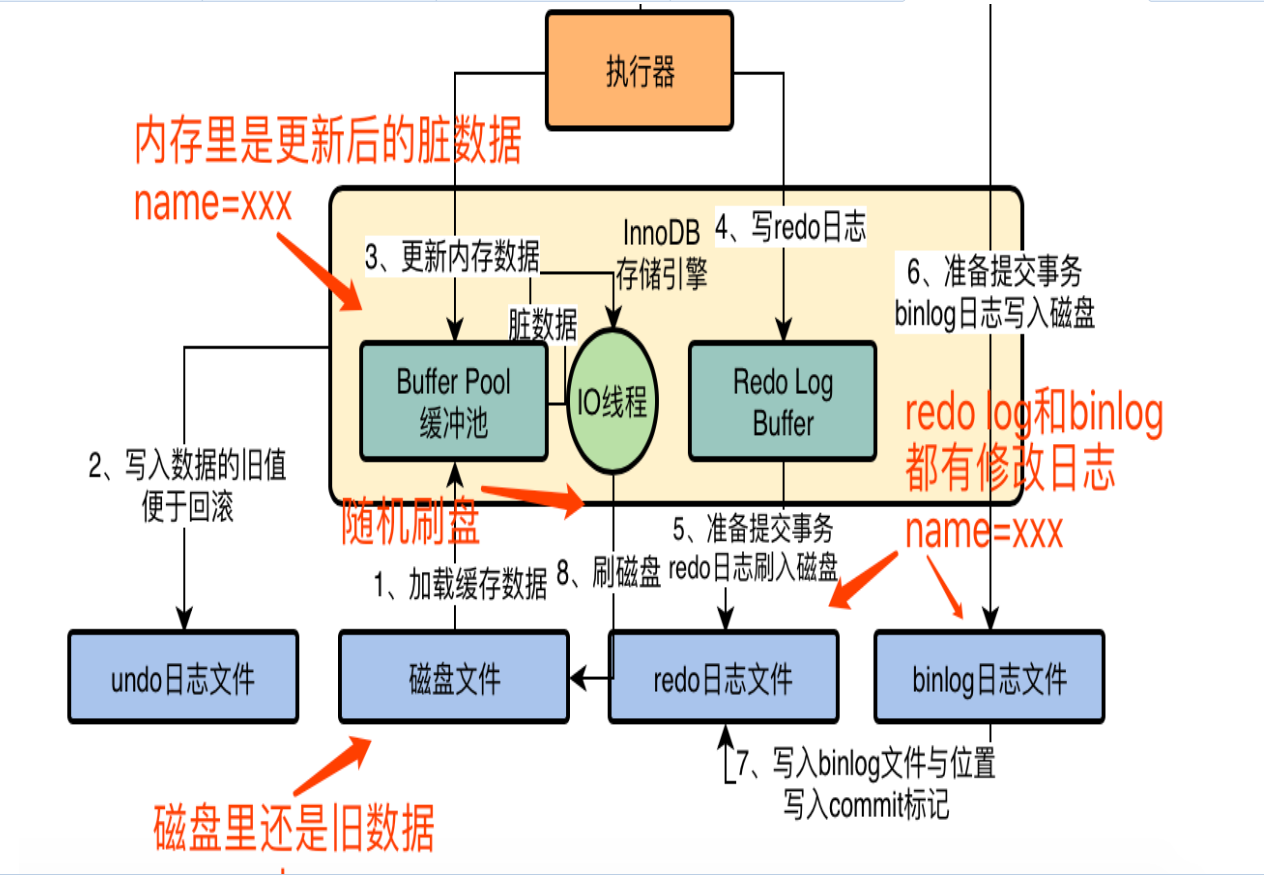 执行器
内存里是更新后的脏数据
name=xxx
InnoDB
存储引擎
4、写redo日志
3、更新内存数据
6、准备提交事务
binlog日志写入磁盘
脏数据
Buffer Pool
缓冲池
IO线程
Redo Log
Buffer
redo log和binlog
都有修改日志
name=xxx
2、写入数据的旧值
便于回滚
随机刷盘
5、准备提交事务
redo日志刷入磁盘
1、加载缓存数据
8、刷磁盘
undo日志文件
磁盘文件
redo日志文件
binlog日志文件
7、写入binlog文件与位置
写入commit标记
磁盘里还是旧数据